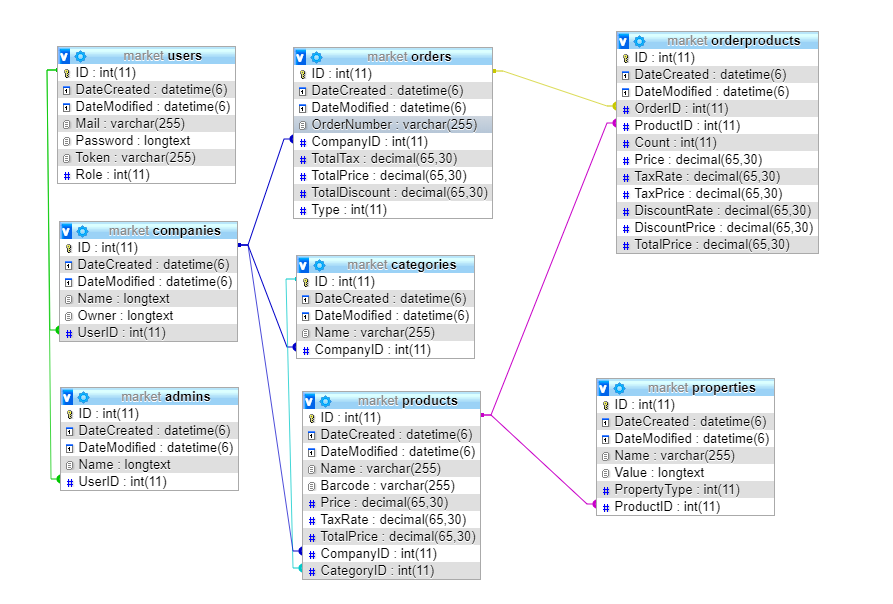 market users
ID : int(11)
DateCreated : datetime(6)
DateModified : datetime(6)
Mail : varchar(255)
Password : longtext
Token : varchar(255)
Role : int(11)
market companies
ID : int(11)
DateCreated : datetime(6)
DateModified : datetime(6)
Name : longtext
Owner : longtext
UserID : int(11)
market admins
ID : int(11)
DateCreated : datetime(6)
DateModified : datetime(6)
Name : longtext
UserID : int(11)
market orders
ID : int(11)
DateCreated : datetime(6)
DateModified : datetime(6)
OrderNumber : varchar(255)
CompanyID : int(11)
TotalTax : decimal(65,30)
TotalPrice : decimal(65,30)
TotalDiscount : decimal(65,30)
Type : int(11)
market categories
ID : int(11)
DateCreated : datetime(6)
DateModified : datetime(6)
Name : varchar(255)
CompanyID : int(11)
market products
ID : int(11)
DateCreated : datetime(6)
DateModified : datetime(6)
Name : varchar(255)
Barcode : varchar(255)
Price : decimal(65,30)
TaxRate : decimal(65,30)
TotalPrice : decimal(65,30)
CompanyID : int(11)
CategoryID : int(11)
market orderproducts
ID : int(11)
DateCreated : datetime(6)
DateModified : datetime(6)
OrderID : int(11)
ProductID : int(11)
Count : int(11)
Price : decimal(65,30)
TaxRate : decimal(65,30)
TaxPrice : decimal(65,30)
DiscountRate : decimal(65,30)
DiscountPrice : decimal(65,30)
TotalPrice : decimal(65,30)
market properties
ID : int(11)
DateCreated : datetime(6)
DateModified : datetime(6)
Name : varchar(255)
Value : longtext
PropertyType : int(11)
ProductID : int(11)